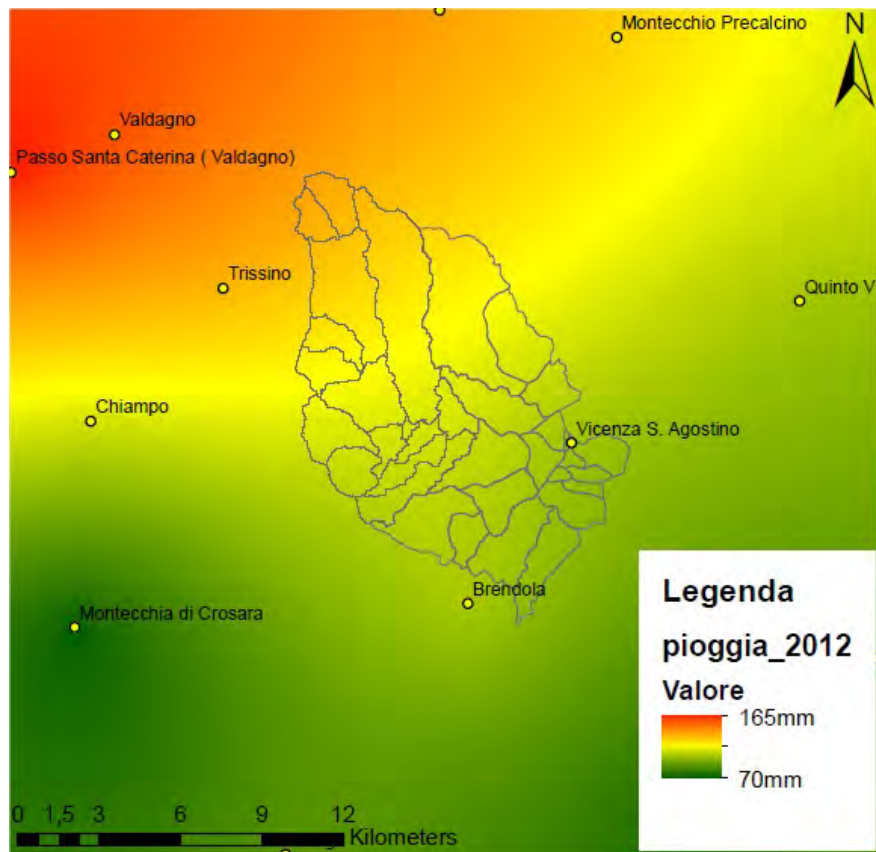 Montecchio Precalcino
N
Valdagno
Passo Santa Caterina ( Valdagno)
Trissino
Quinto V
Chiampo
Vicenza S. Agostino
Brendola
Montecchia di Crosara
Legenda
pioggia_2012
Valore
165mm
70mm
0 1,5 3 6 9 12
Kilometers